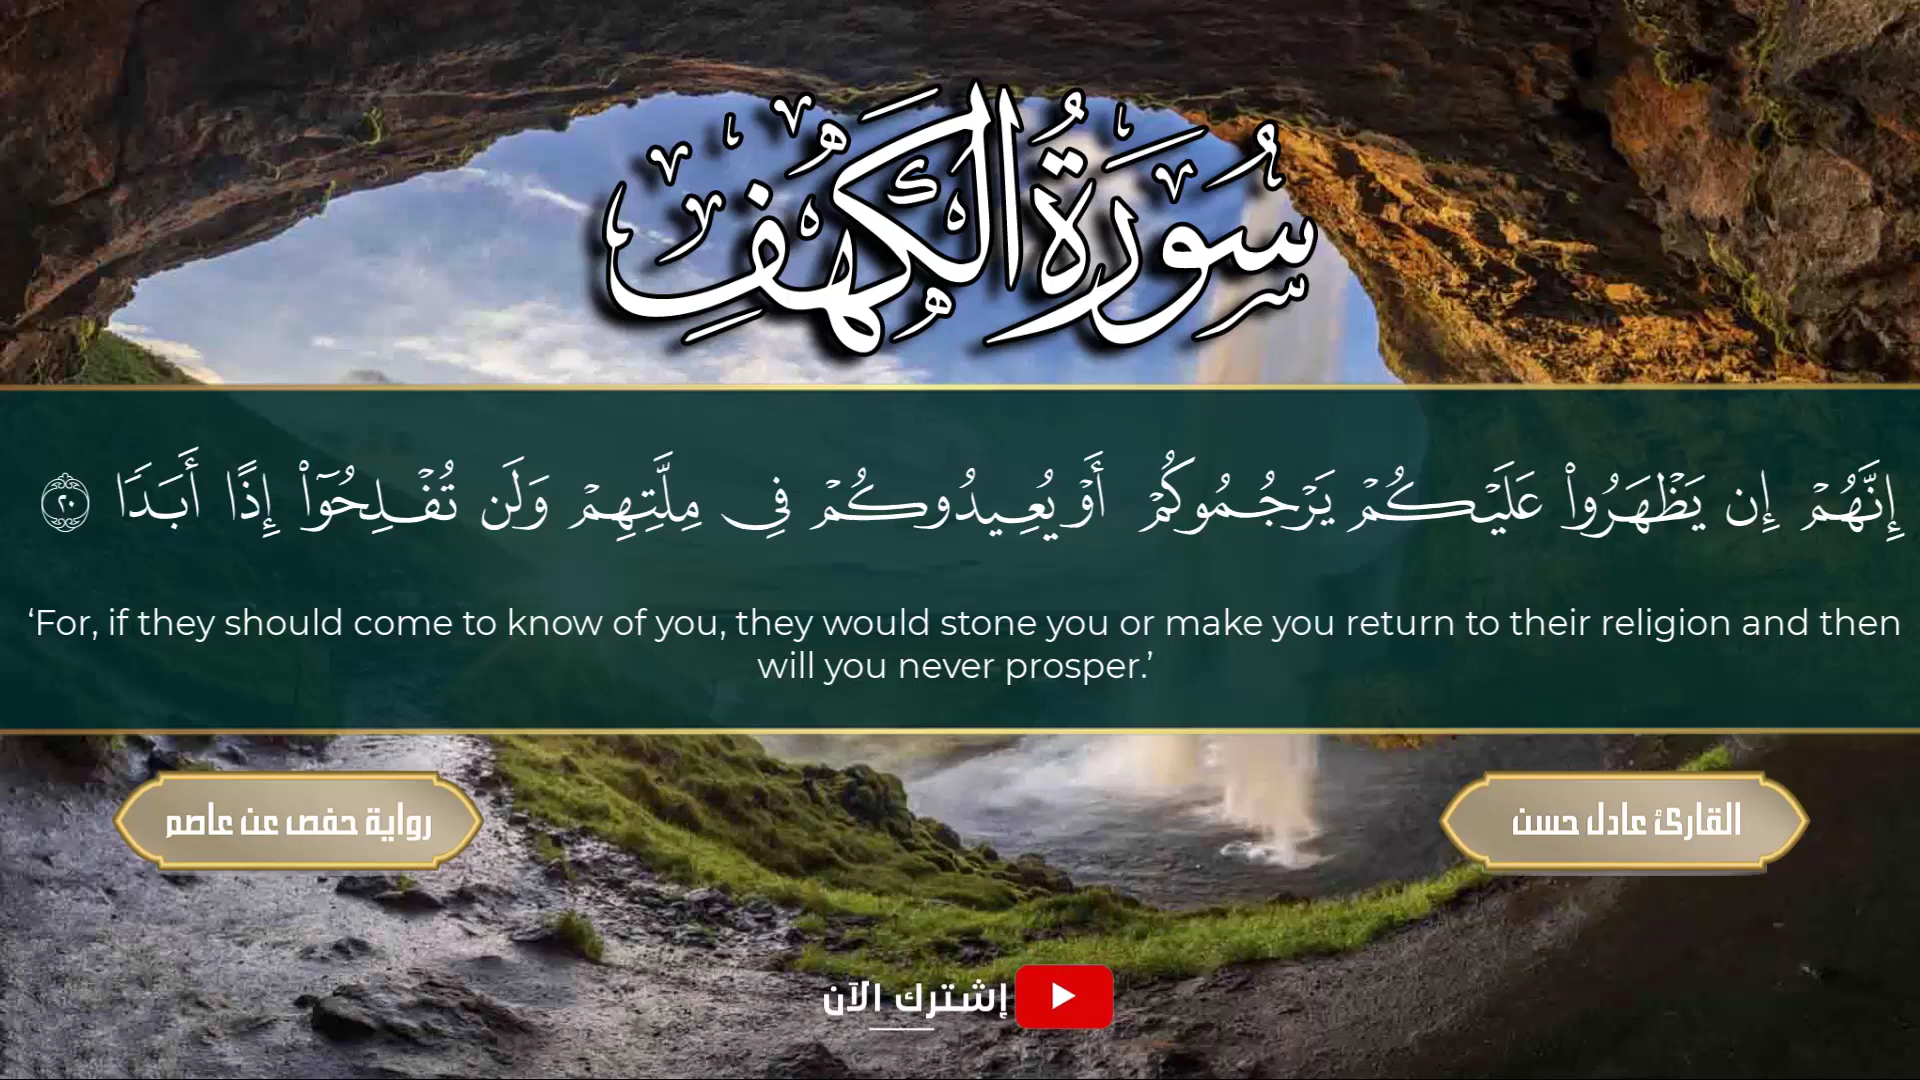 سُورَةُ الْكَهْفِ
إِنَّهُمْ إِن يَظْهَرُوا۟ عَلَيْكُمْ يَرْجُمُوكُمْ أَوْ يُعِيدُوكُمْ فِى مِلَّتِهِمْ وَلَن تُفْلِحُوٓا۟ إِذًا أَبَدًا ٢٠
‘For, if they should come to know of you, they would stone you or make you return to their religion and then
will you never prosper.’
القارئ عادل حسن
رواية حفص عن عاصم
إشترك الآن